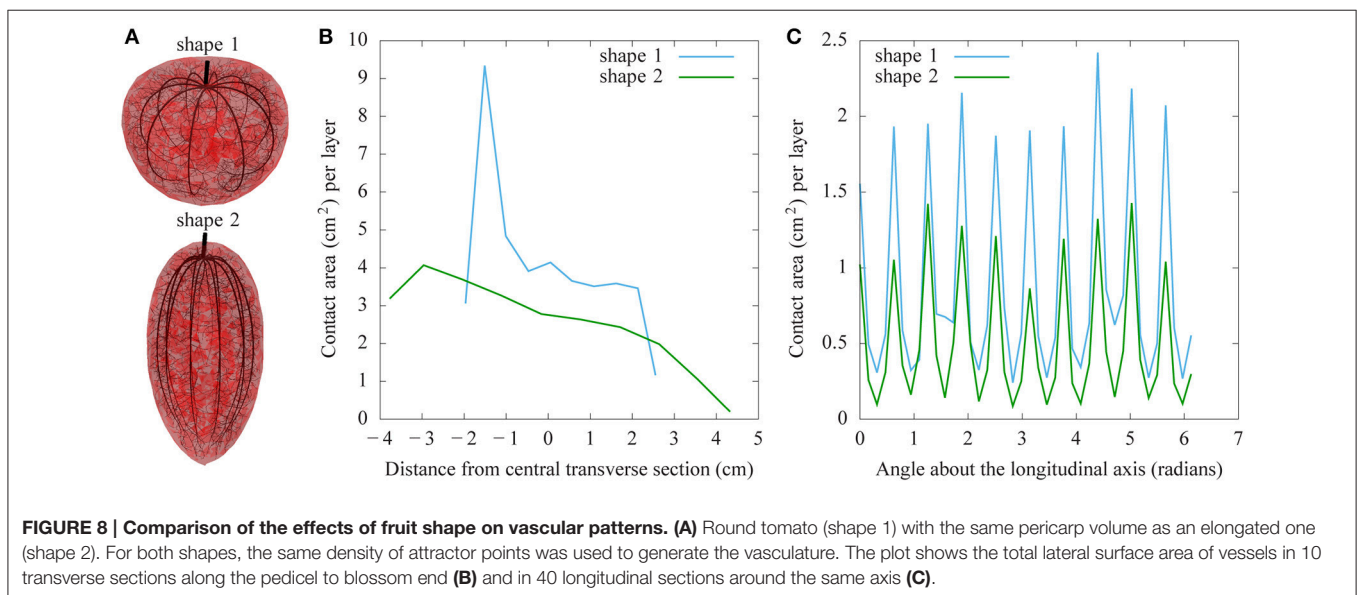 A
shape 1
shape 2
B
Contact area (cm²) per layer
10
9
8
7
6
5
4
3
2
1
0
−4 −3 −2 −1 0 1 2 3 4 5
Distance from central transverse section (cm)
shape 1
shape 2
C
Contact area (cm²) per layer
2.5
2
1.5
1
0.5
0
0 1 2 3 4 5 6 7
Angle about the longitudinal axis (radians)
shape 1
shape 2
FIGURE 8 | Comparison of the effects of fruit shape on vascular patterns. (A) Round tomato (shape 1) with the same pericarp volume as an elongated one
(shape 2). For both shapes, the same density of attractor points was used to generate the vasculature. The plot shows the total lateral surface area of vessels in 10
transverse sections along the pedicel to blossom end (B) and in 40 longitudinal sections around the same axis (C).